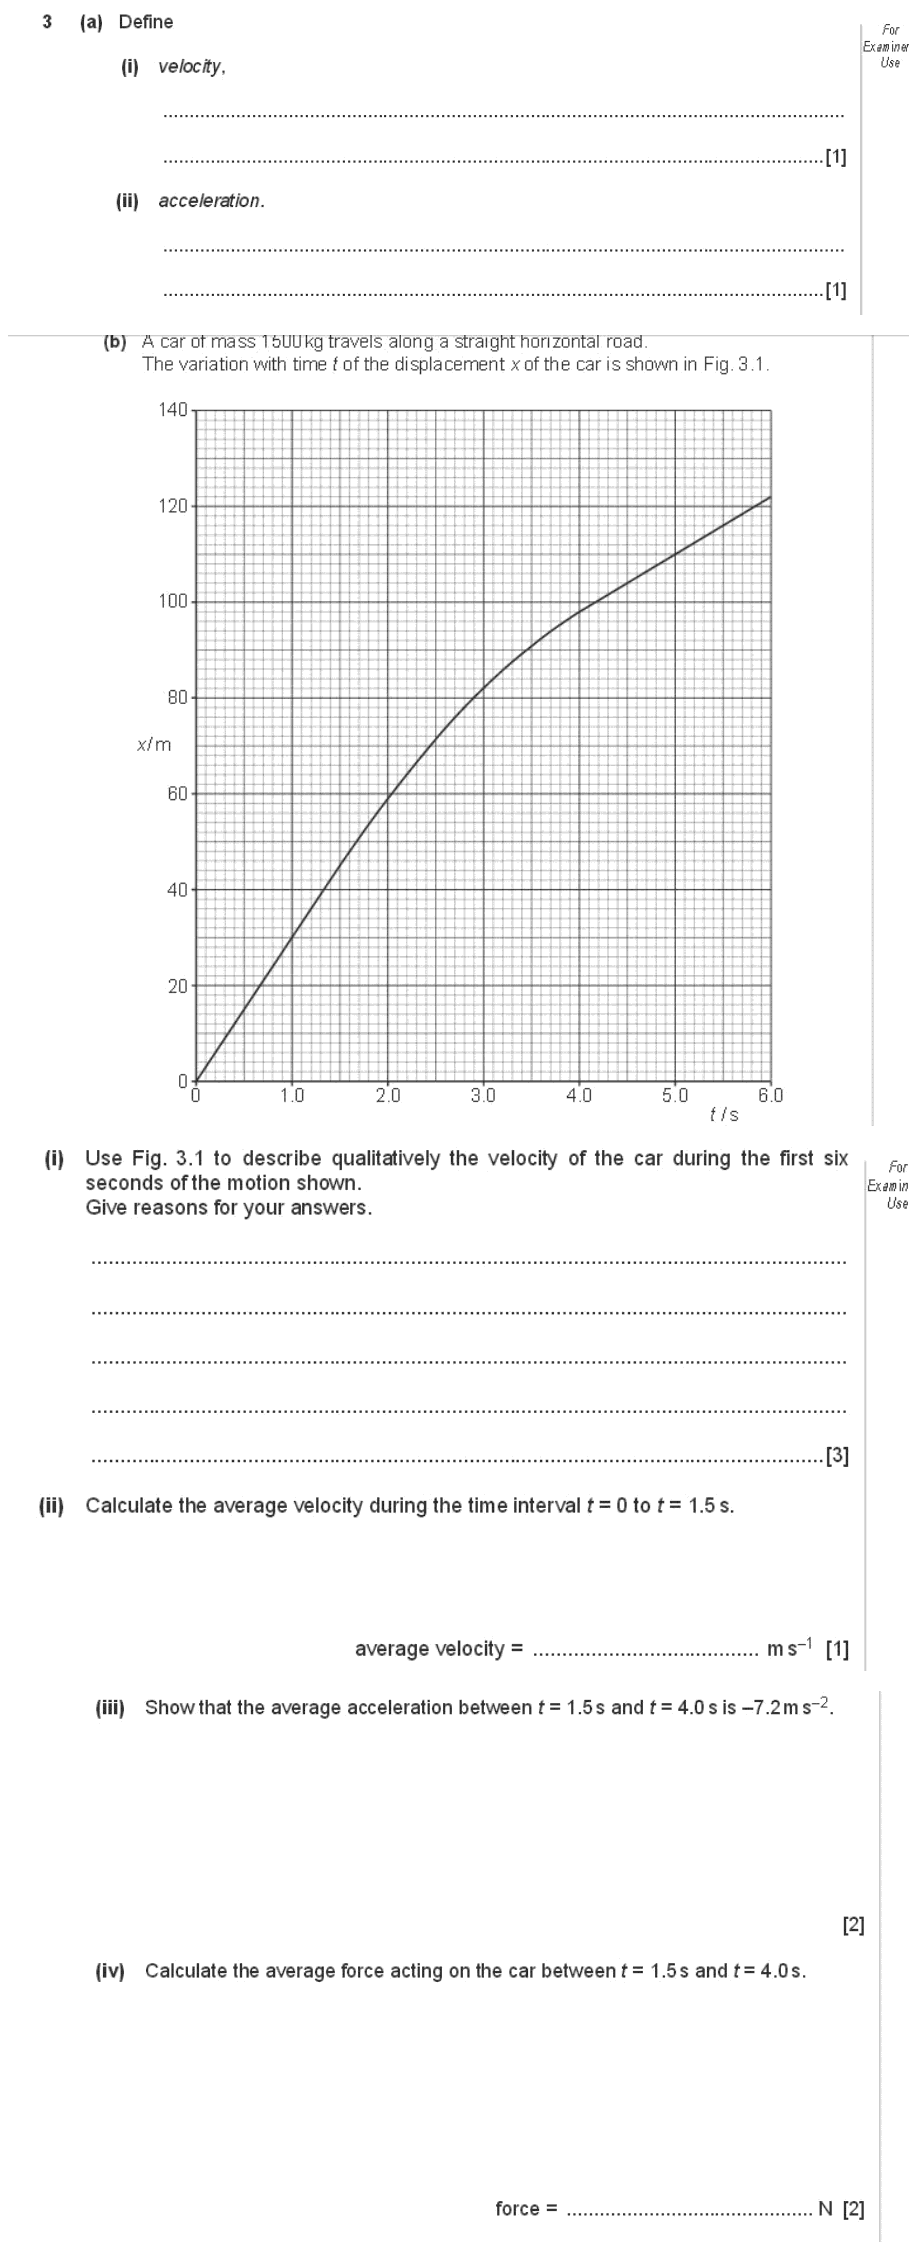 3 (a) Define
For
Examiner
Use
(i) velocity,
..........................................................................................................................
......................................................................................................................[1]
(ii) acceleration.
..........................................................................................................................
......................................................................................................................[1]
(b) A car of mass 1500 kg travels along a straight horizontal road.
The variation with time t of the displacement x of the car is shown in Fig. 3.1.
140
120
100
80
x/m
60
40
20
0
0 1.0 2.0 3.0 4.0 5.0 6.0
t/s
(i) Use Fig. 3.1 to describe qualitatively the velocity of the car during the first six
seconds of the motion shown.
Give reasons for your answers.
For
Examin
Use
..........................................................................................................................
..........................................................................................................................
..........................................................................................................................
..........................................................................................................................
......................................................................................................................[3]
(ii) Calculate the average velocity during the time interval t = 0 to t = 1.5 s.
average velocity = ........................................ m s⁻¹ [1]
(iii) Show that the average acceleration between t = 1.5 s and t = 4.0 s is –7.2 m s⁻².
[2]
(iv) Calculate the average force acting on the car between t = 1.5 s and t = 4.0 s.
force = ............................................ N [2]